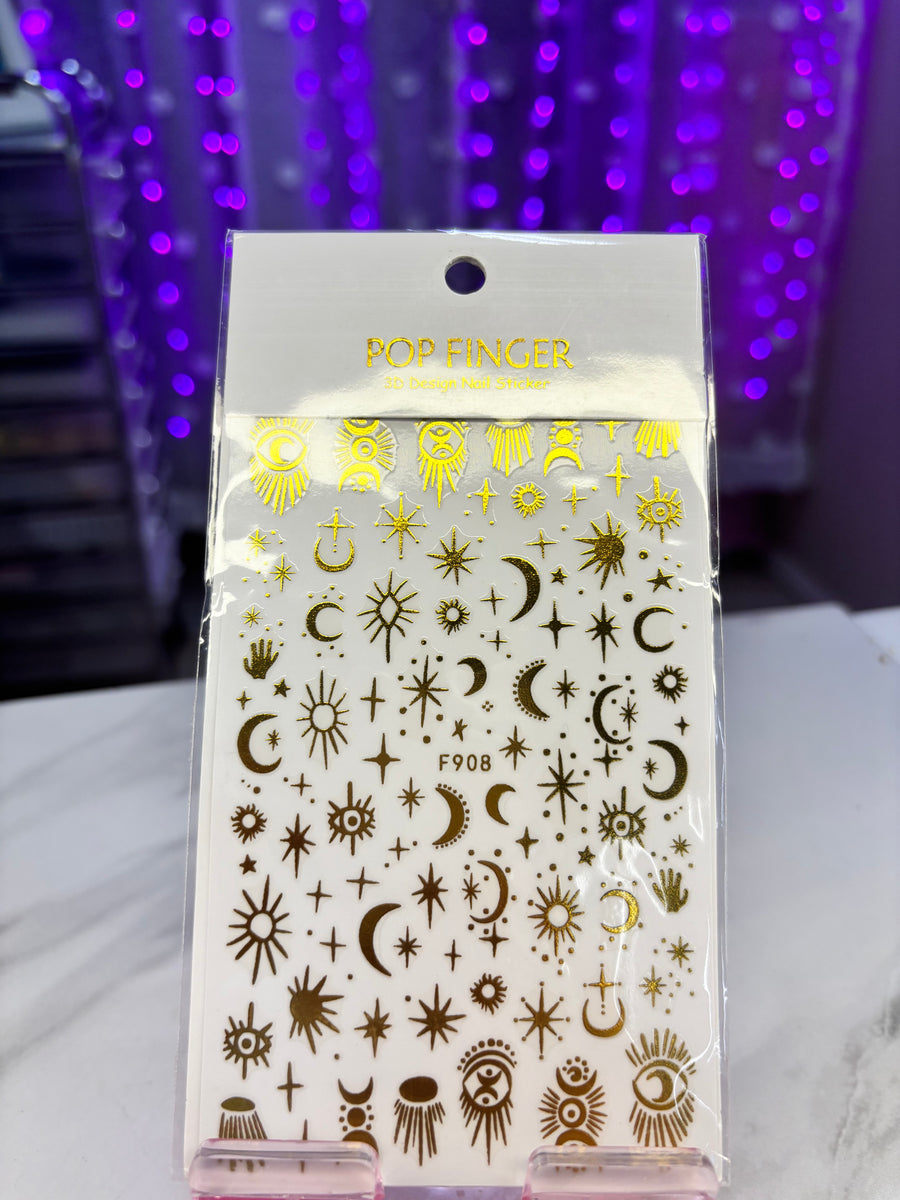 POP FINGER
3D Design Nail Sticker
F908